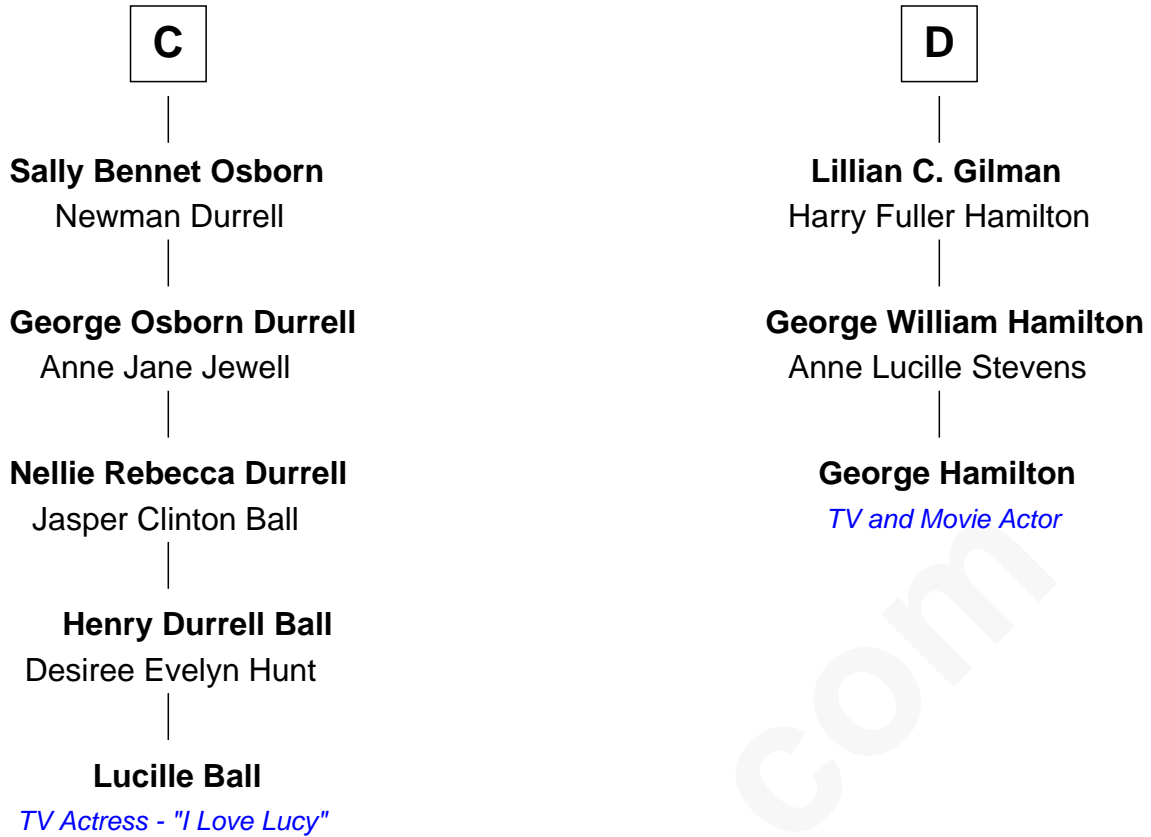 C
Sally Bennet Osborn
Newman Durrell
George Osborn Durrell
Anne Jane Jewell
Nellie Rebecca Durrell
Jasper Clinton Ball
Henry Durrell Ball
Desiree Evelyn Hunt
Lucille Ball
TV Actress - "I Love Lucy"
D
Lillian C. Gilman
Harry Fuller Hamilton
George William Hamilton
Anne Lucille Stevens
George Hamilton
TV and Movie Actor
com